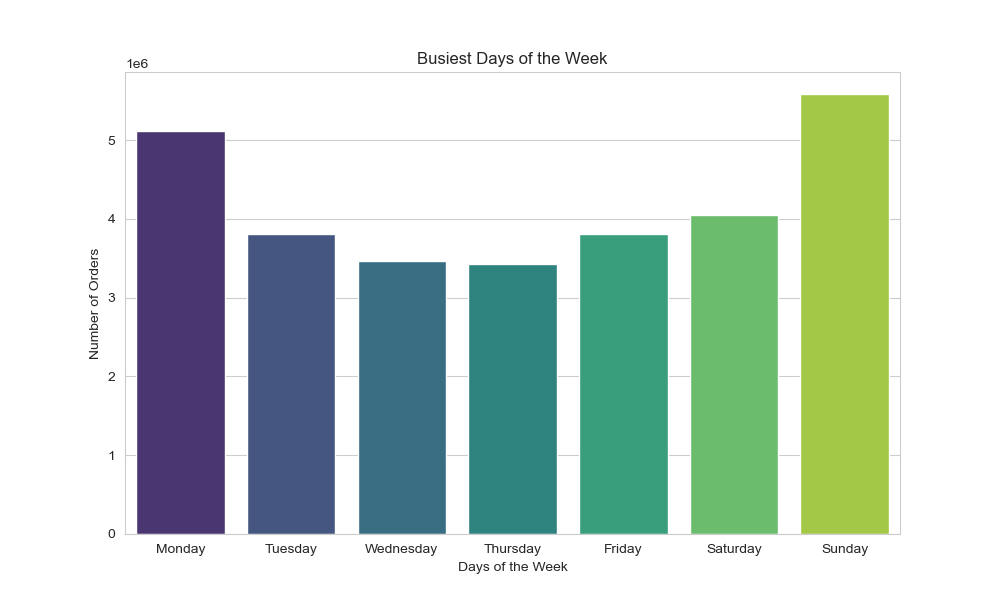 Busiest Days of the Week
1e6
5
4
3
2
1
0
Number of Orders
Monday Tuesday Wednesday Thursday Friday Saturday Sunday
Days of the Week